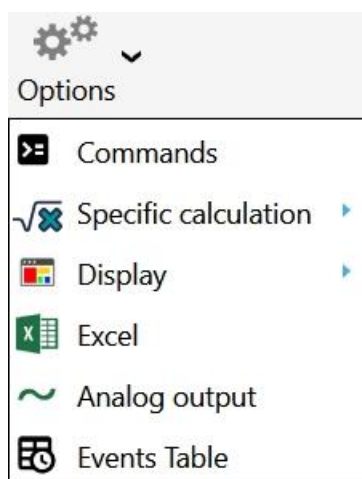 Options
Commands
Specific calculation
Display
Excel
Analog output
Events Table